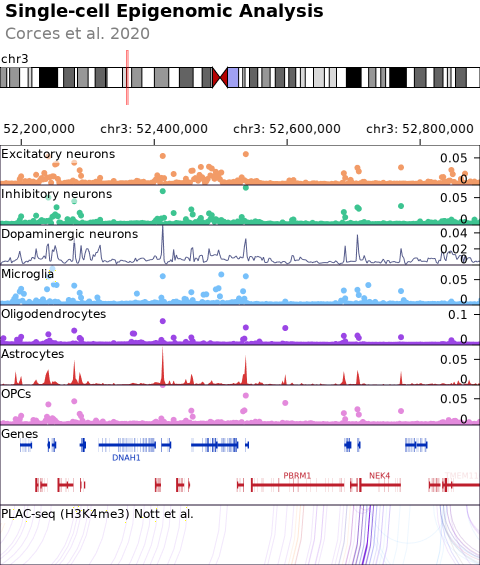 Single-cell Epigenomic Analysis
Corces et al. 2020
chr3
52,200,000 chr3: 52,400,000 chr3: 52,600,000 chr3: 52,800,000
Excitatory neurons 0.05
0
Inhibitory neurons 0.05
0
Dopaminergic neurons 0.04
0.02
0
Microglia 0.05
0
Oligodendrocytes 0.1
0
Astrocytes 0.05
0
OPCs 0.05
0
Genes
DNAH1
PBRM1 NEK4
PLAC-seq (H3K4me3) Nott et al.